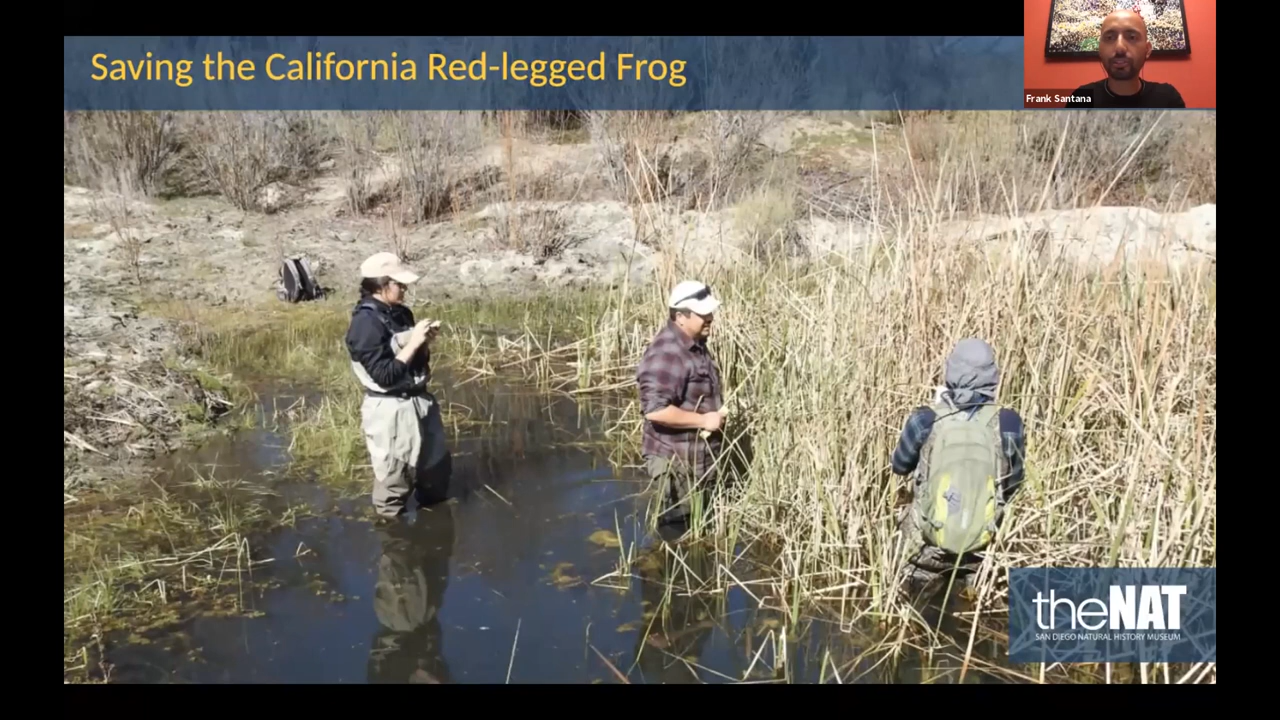 Saving the California Red-legged Frog
Frank Santana
theNAT
SAN DIEGO NATURAL HISTORY MUSEUM